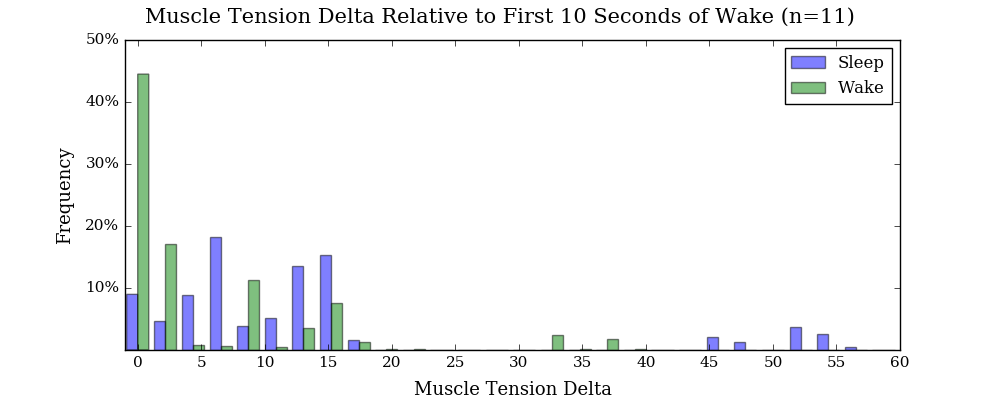 Muscle Tension Delta Relative to First 10 Seconds of Wake (n=11)
50%
40%
30%
20%
10%
Frequency
Sleep
Wake
0 5 10 15 20 25 30 35 40 45 50 55 60
Muscle Tension Delta